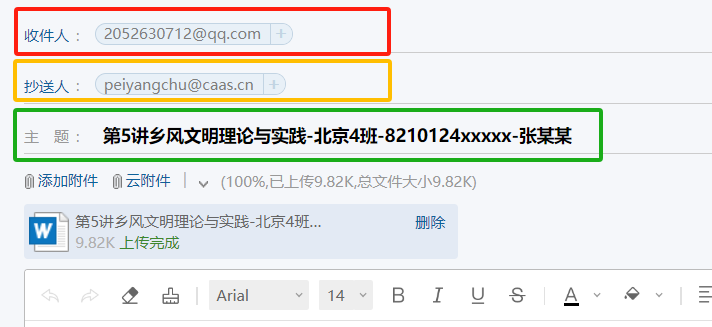 收件人： 2052630712@qq.com +
抄送人： peiyangchu@caas.cn +
主 题： 第5讲乡风文明理论与实践-北京4班-8210124xxxxx-张某某
添加附件 云附件 | (100%,已上传9.82K,总文件大小9.82K)
W 第5讲乡风文明理论与实践-北京4班... 删除
9.82K 上传完成
Arial 14 B I U S A